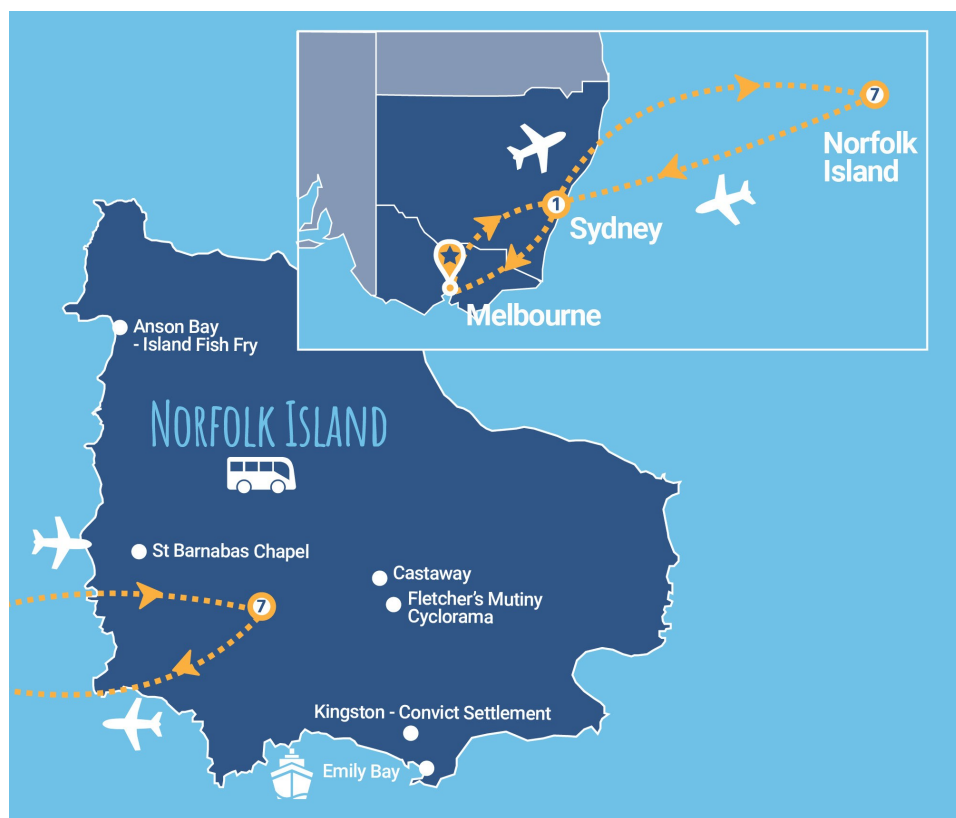 7
Norfolk
Island
1
Sydney
Melbourne
Anson Bay
- Island Fish Fry
NORFOLK ISLAND
St Barnabas Chapel
Castaway
Fletcher's Mutiny
Cyclorama
7
Kingston - Convict Settlement
Emily Bay